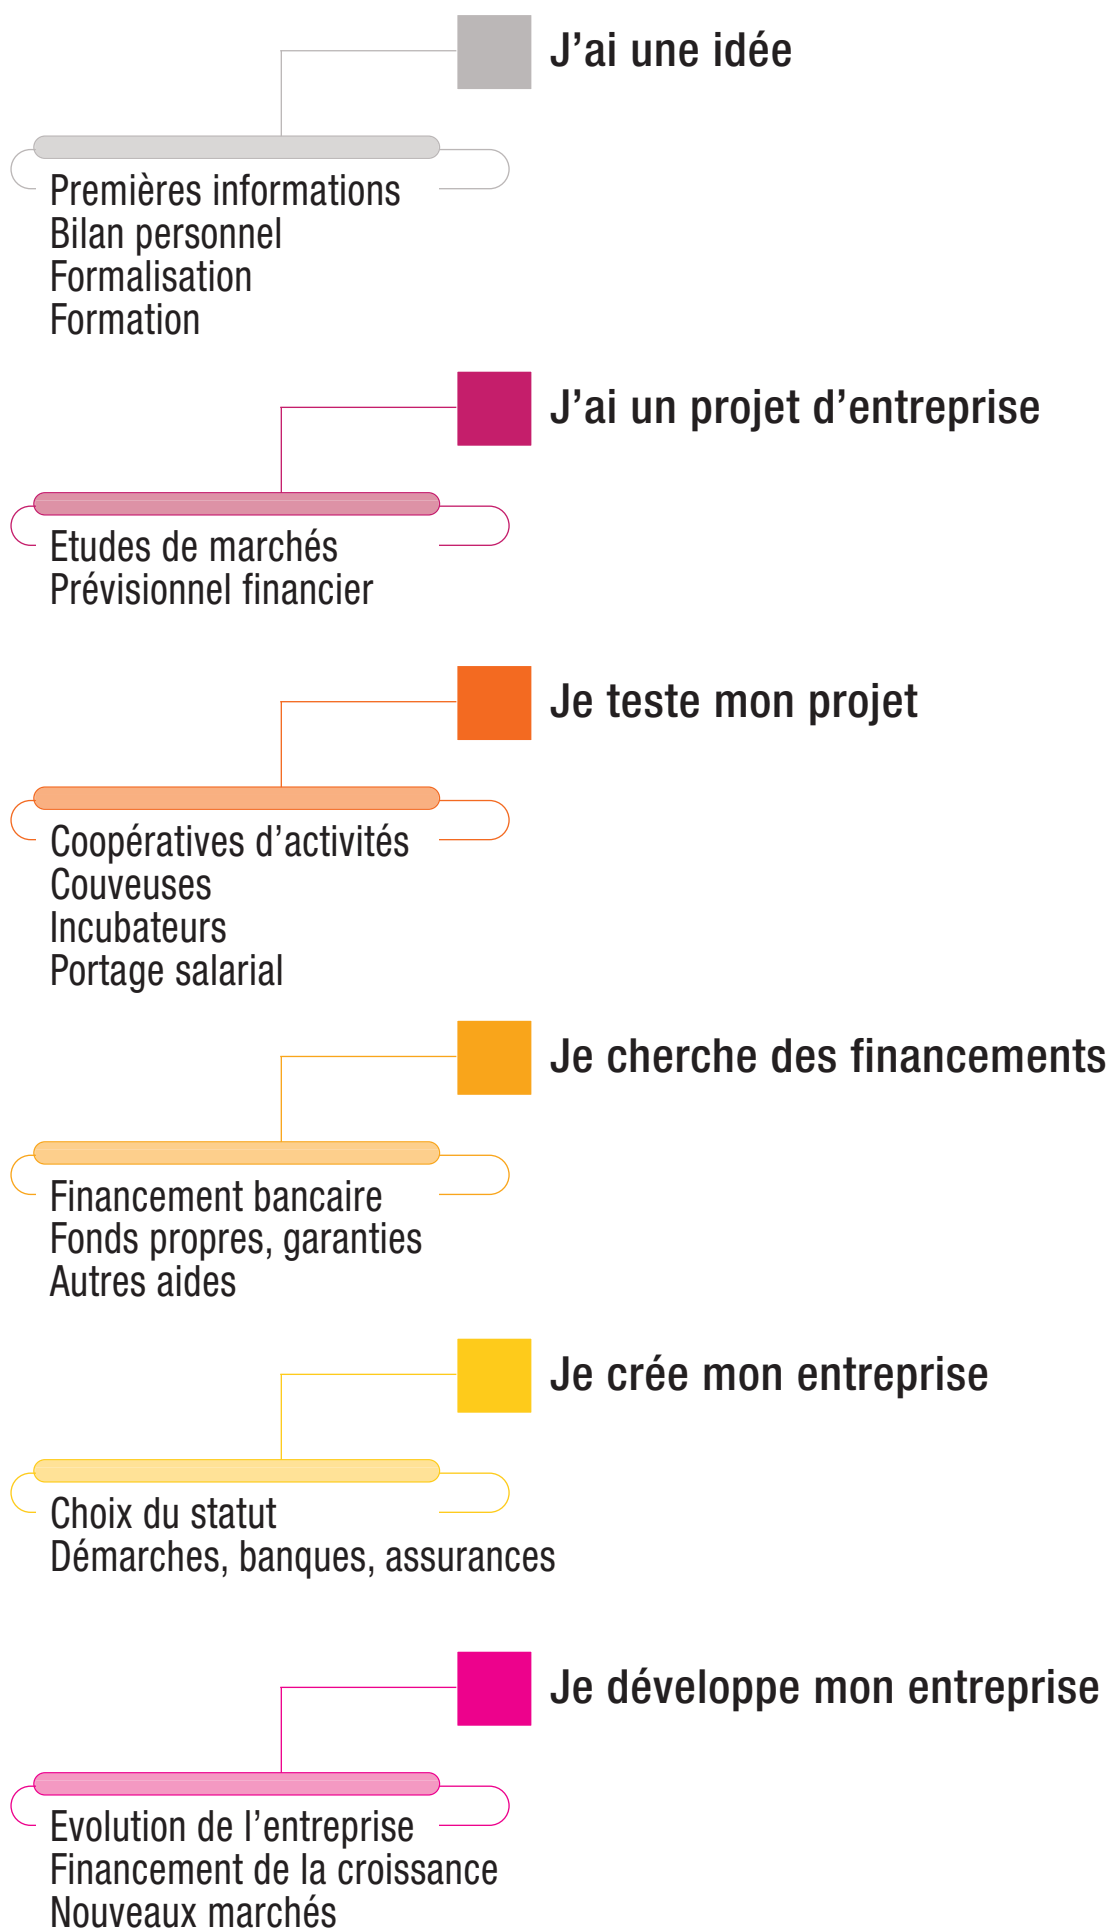 J’ai une idée
Premières informations
Bilan personnel
Formalisation
Formation
J’ai un projet d’entreprise
Etudes de marchés
Prévisionnel financier
Je teste mon projet
Coopératives d’activités
Couveuses
Incubateurs
Portage salarial
Je cherche des financements
Financement bancaire
Fonds propres, garanties
Autres aides
Je crée mon entreprise
Choix du statut
Démarches, banques, assurances
Je développe mon entreprise
Evolution de l’entreprise
Financement de la croissance
Nouveaux marchés